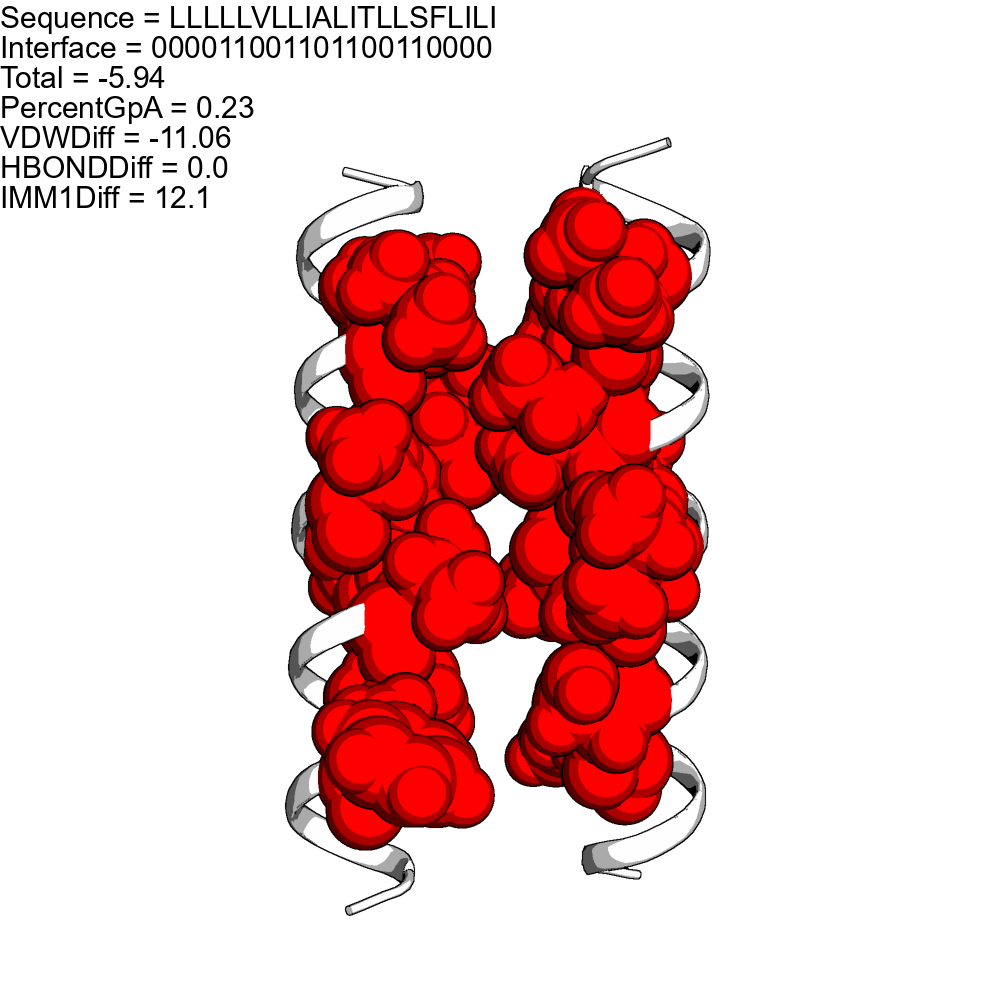 Sequence = LLLLLVLLIALITLLSFLILI
Interface = 000011001101100110000
Total = -5.94
PercentGpA = 0.23
VDWDiff = -11.06
HBONDDiff = 0.0
IMM1Diff = 12.1